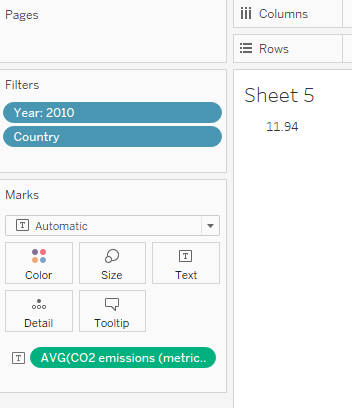 Pages
Columns
Rows
Filters
Year: 2010
Country
Sheet 5
11.94
Marks
T Automatic
Color
Size
T
Text
Detail
Tooltip
T AVG(CO2 emissions (metric..